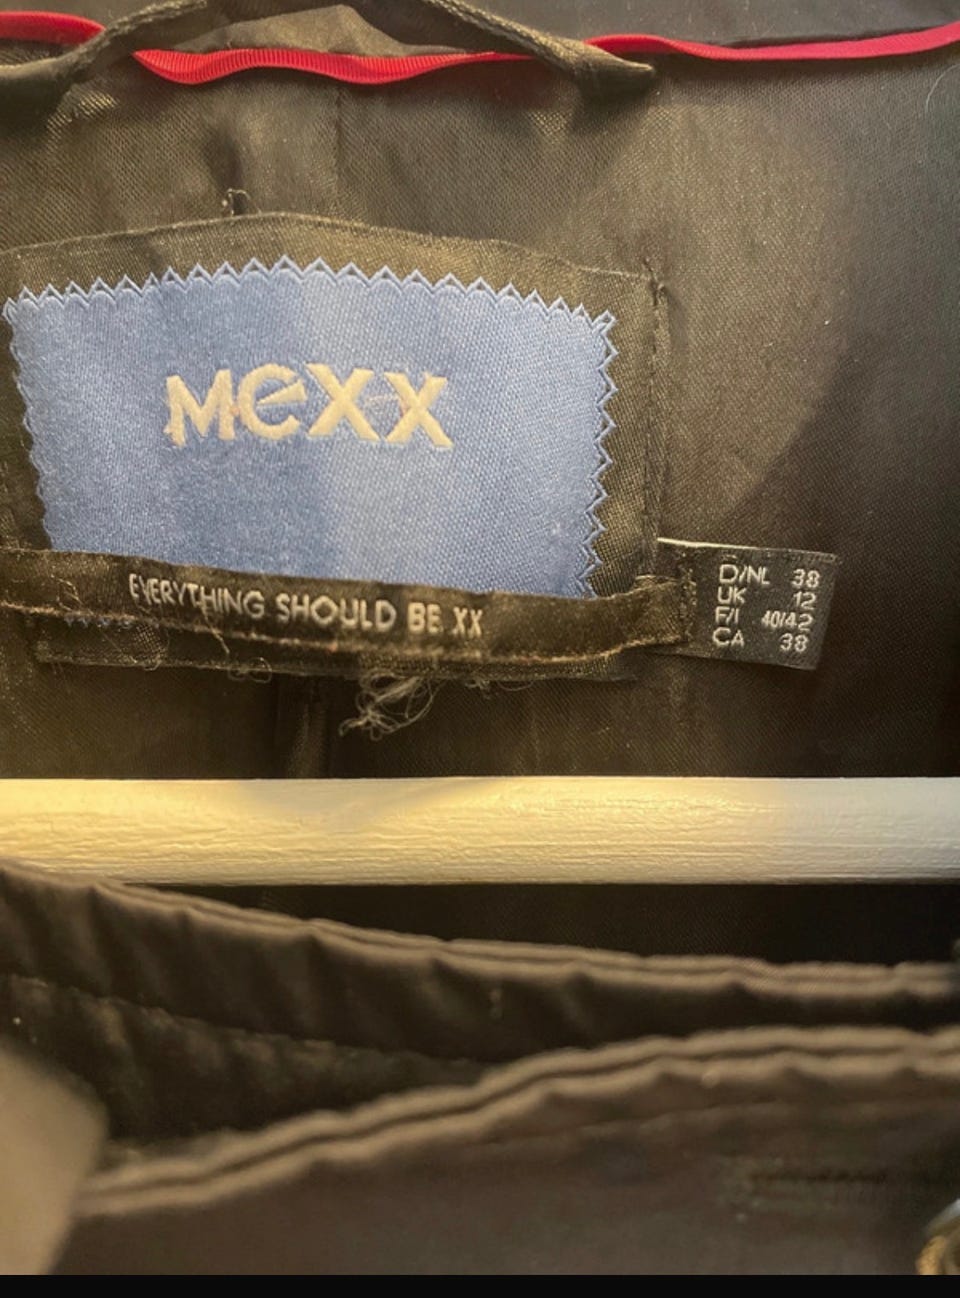 MeXX
EVERYTHING SHOULD BE XX
D/NL 38
UK 12
F/I 40/42
CA 38